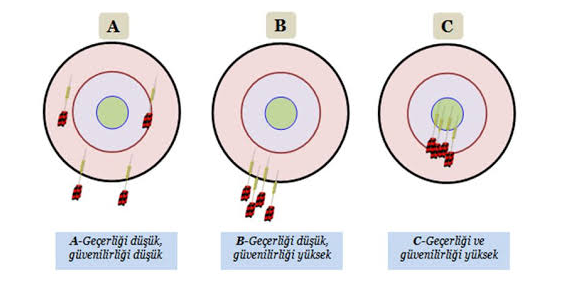 A
B
C
A-Geçerliği düşük,
güvenilirliği düşük
B-Geçerliği düşük,
güvenilirliği yüksek
C-Geçerliği ve
güvenilirliği yüksek